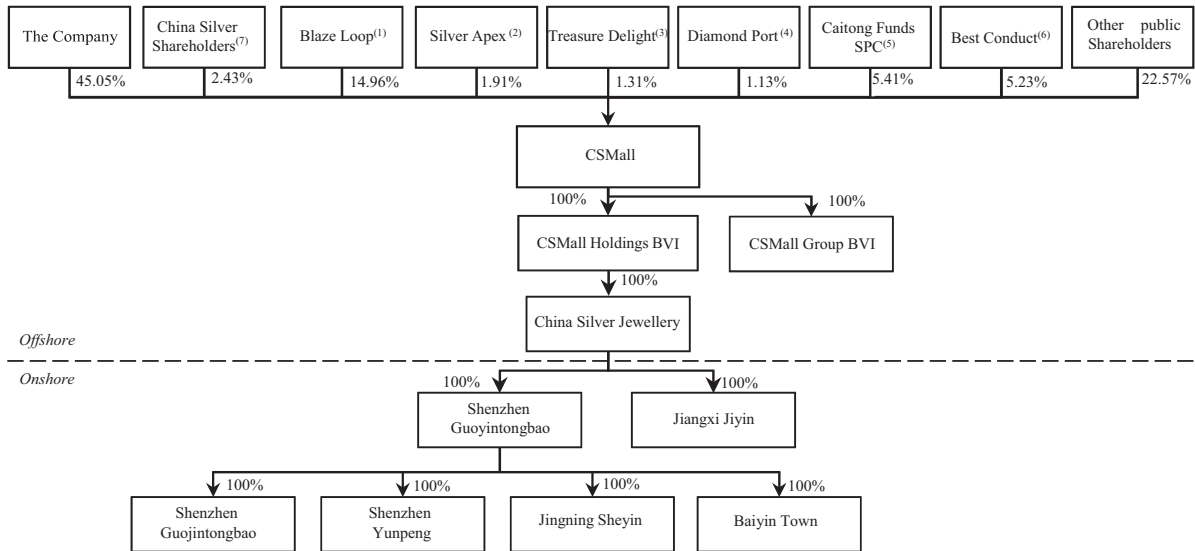 The Company
China Silver
Shareholders(7)
Blaze Loop(1)
Silver Apex(2)
Treasure Delight(3)
Diamond Port(4)
Caitong Funds
SPC(5)
Best Conduct(6)
Other public
Shareholders
45.05%
2.43%
14.96%
1.91%
1.31%
1.13%
5.41%
5.23%
22.57%
CSMall
100%
100%
CSMall Holdings BVI
CSMall Group BVI
100%
China Silver Jewellery
Offshore
Onshore
100%
100%
Shenzhen
Guoyintongbao
Jiangxi Jiyin
100%
100%
100%
100%
Shenzhen
Guojintongbao
Shenzhen
Yunpeng
Jingning Sheyin
Baiyin Town